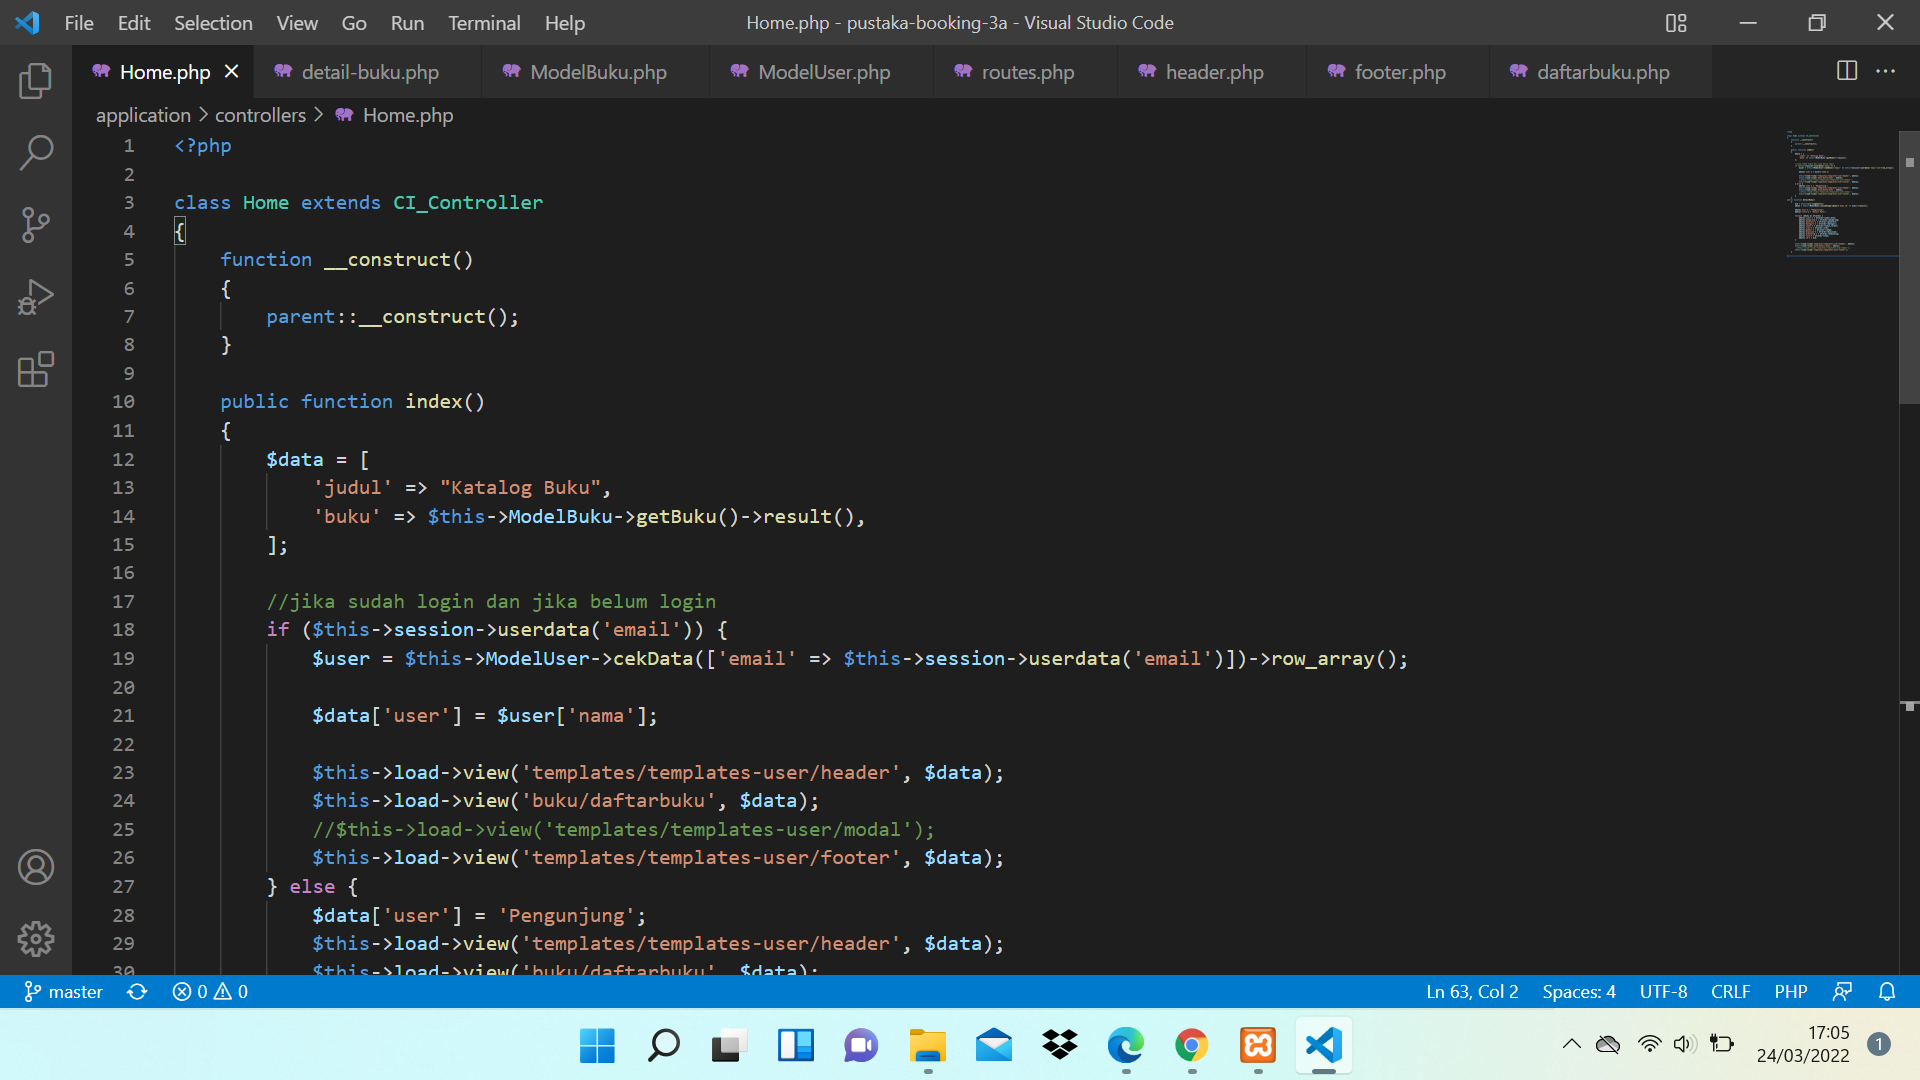 File Edit Selection View Go Run Terminal Help Home.php - pustaka-booking-3a - Visual Studio Code
Home.php detail-buku.php ModelBuku.php ModelUser.php routes.php header.php footer.php daftarbuku.php
application > controllers > Home.php
1 <?php
2
3 class Home extends CI_Controller
4 {
5 function __construct()
6 {
7 parent::__construct();
8 }
9
10 public function index()
11 {
12 $data = [
13 'judul' => "Katalog Buku",
14 'buku' => $this->ModelBuku->getBuku()->result(),
15 ];
16
17 //jika sudah login dan jika belum login
18 if ($this->session->userdata('email')) {
19 $user = $this->ModelUser->cekData(['email' => $this->session->userdata('email')])->row_array();
20
21 $data['user'] = $user['nama'];
22
23 $this->load->view('templates/templates-user/header', $data);
24 $this->load->view('buku/daftarbuku', $data);
25 //$this->load->view('templates/templates-user/modal');
26 $this->load->view('templates/templates-user/footer', $data);
27 } else {
28 $data['user'] = 'Pengunjung';
29 $this->load->view('templates/templates-user/header', $data);
30 $this->load->view('buku/daftarbuku', $data);
master 0 0 Ln 63, Col 2 Spaces: 4 UTF-8 CRLF PHP
17:05
24/03/2022 1